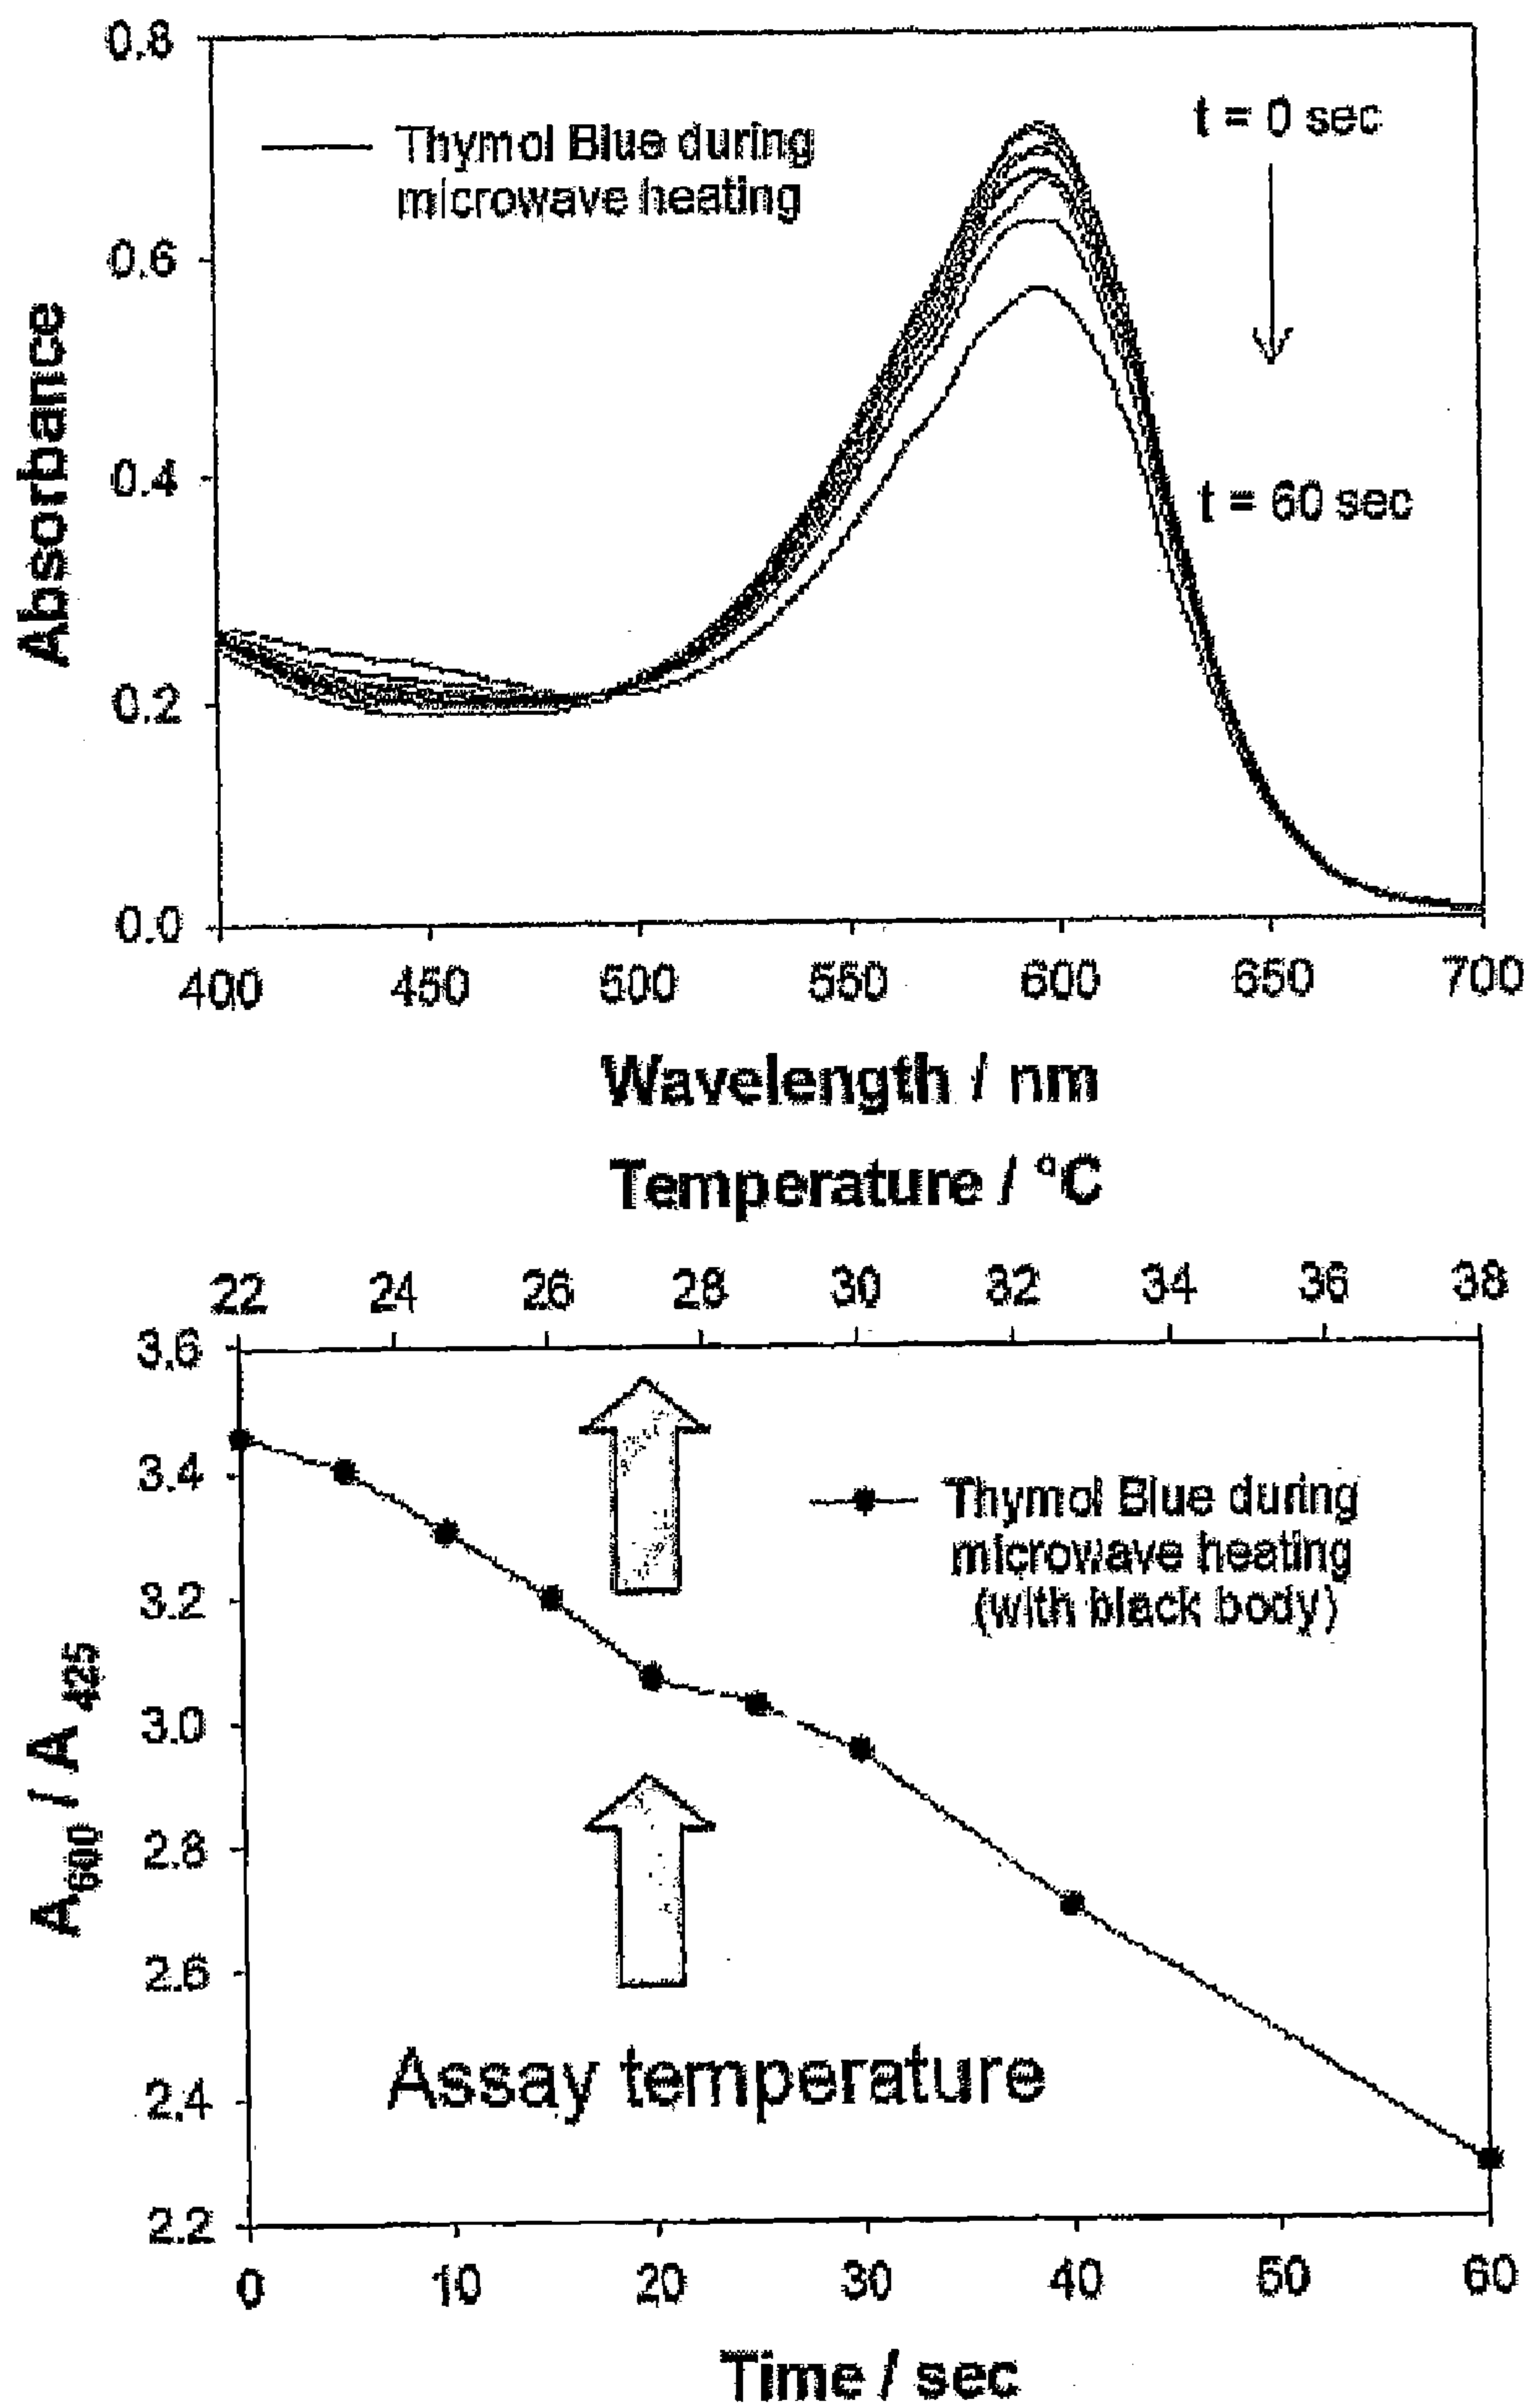 0.8
0.6
0.4
0.2
0.0
Absorbance
Thymol Blue during
microwave heating
t = 0 sec
t = 60 sec
400 450 500 550 600 650 700
Wavelength / nm
Temperature / °C
22 24 26 28 30 32 34 36 38
3.6
3.4
3.2
3.0
2.8
2.6
2.4
2.2
A600 / A 425
Thymol Blue during
microwave heating
(with black body)
Assay temperature
0 10 20 30 40 50 60
Time / sec